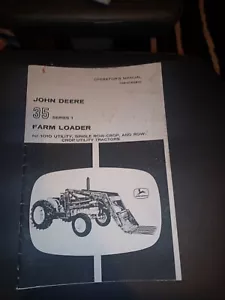 OPERATOR'S MANUAL
JOHN DEERE
35 SERIES 1
FARM LOADER
for 1010 UTILITY, SINGLE ROW-CROP, AND ROW-
CROP UTILITY TRACTORS